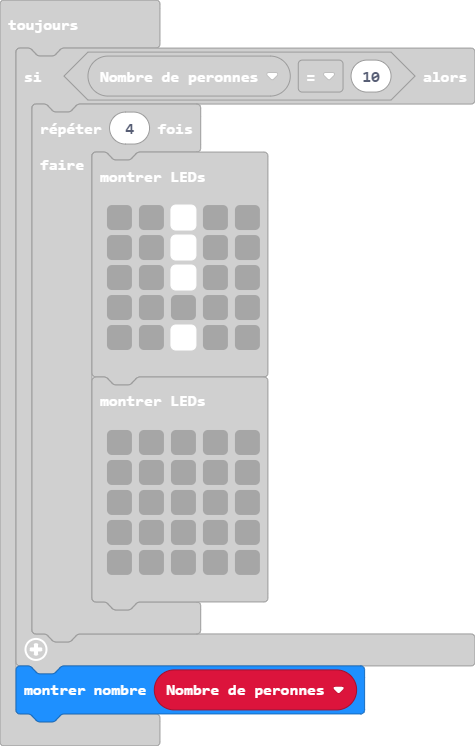 toujours
si Nombre de peronnes = 10 alors
répéter 4 fois
faire
montrer LEDs
montrer LEDs
montrer nombre Nombre de peronnes